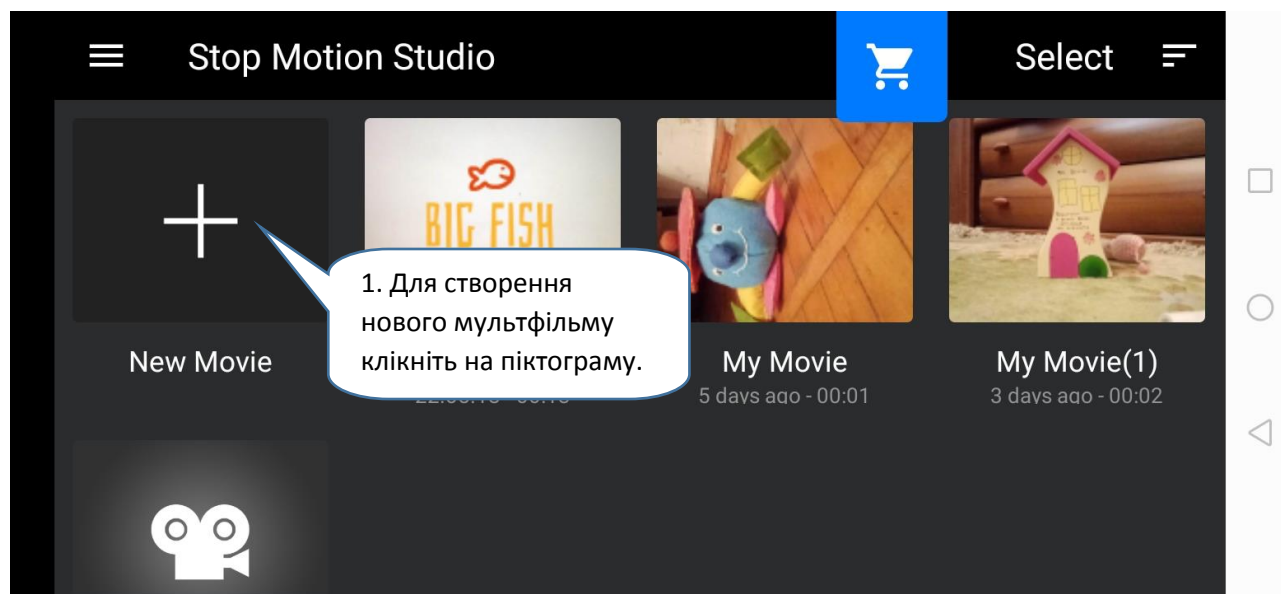 Stop Motion Studio
Select
BIG FISH
1. Для створення
нового мультфільму
клікніть на піктограму.
New Movie
My Movie
My Movie(1)
5 days ago - 00:01
3 days ago - 00:02